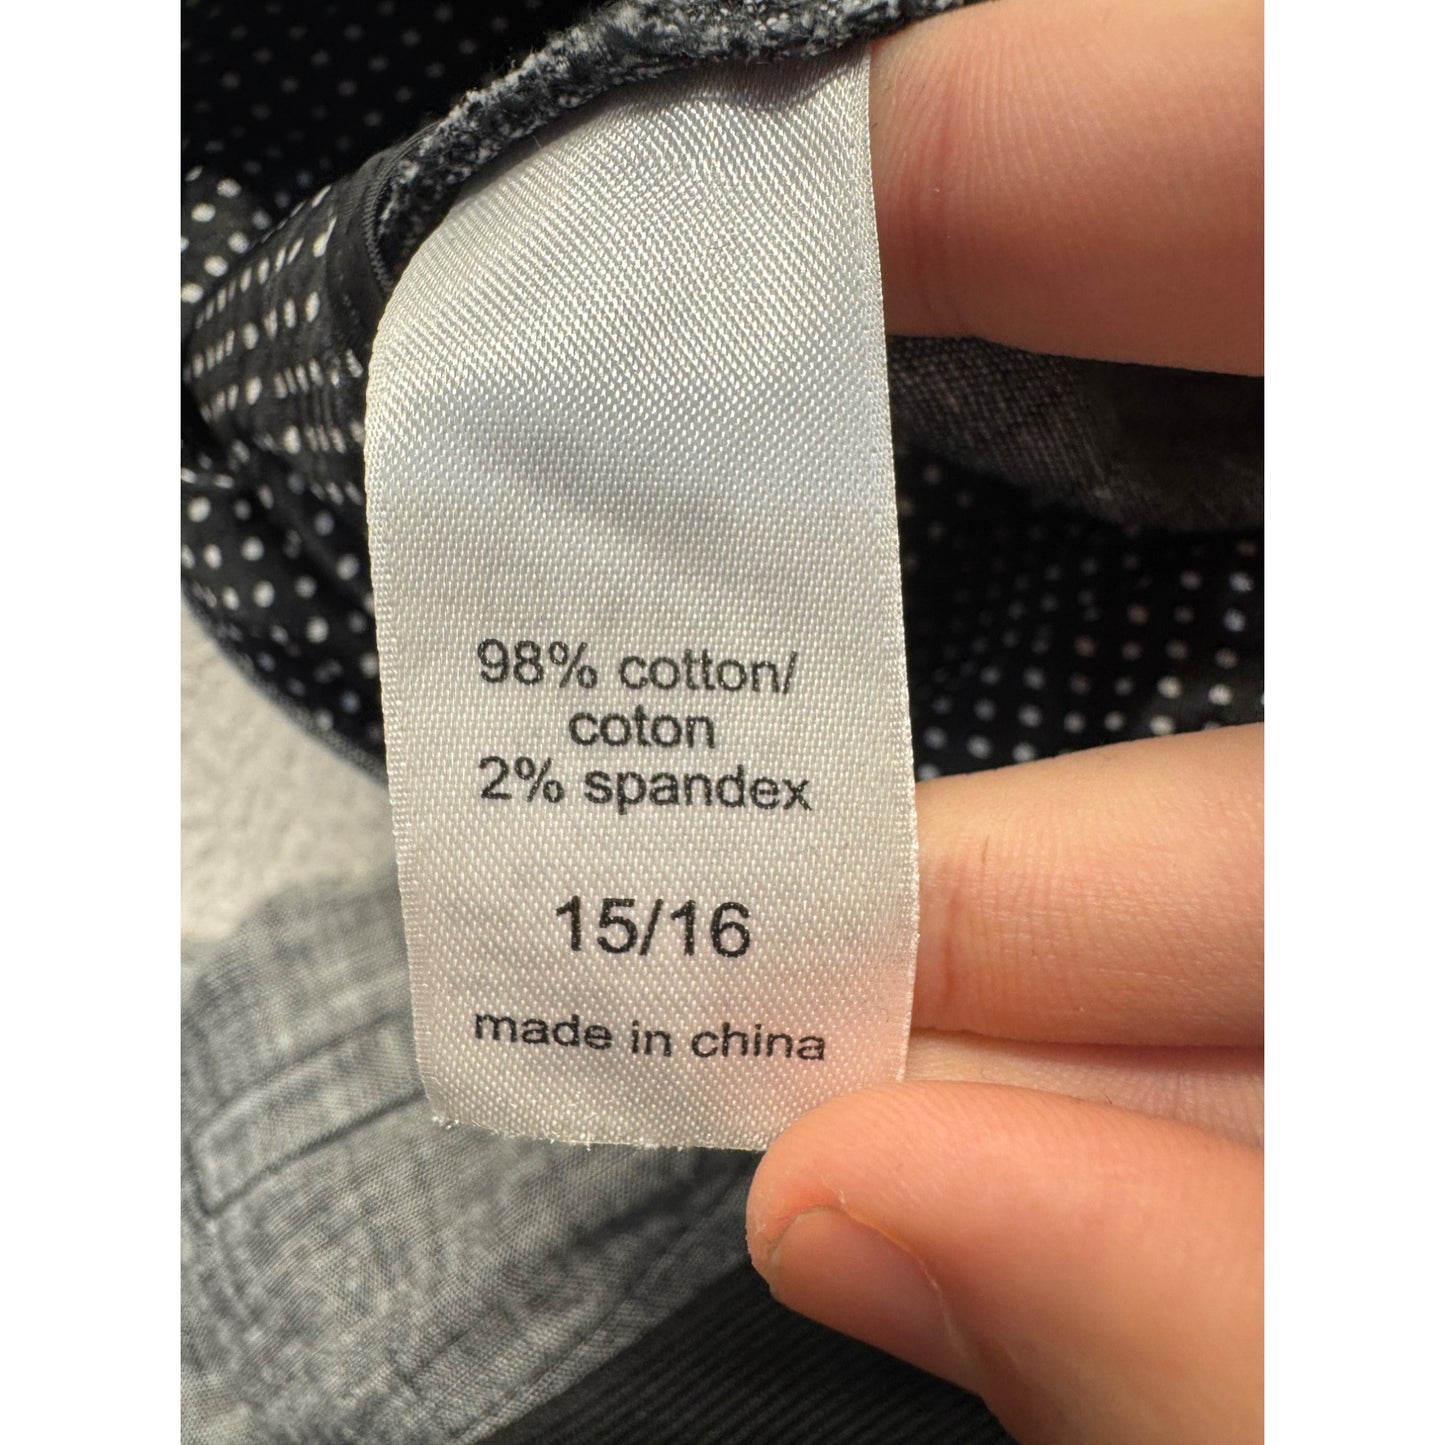 98% cotton/
coton
2% spandex
15/16
made in china